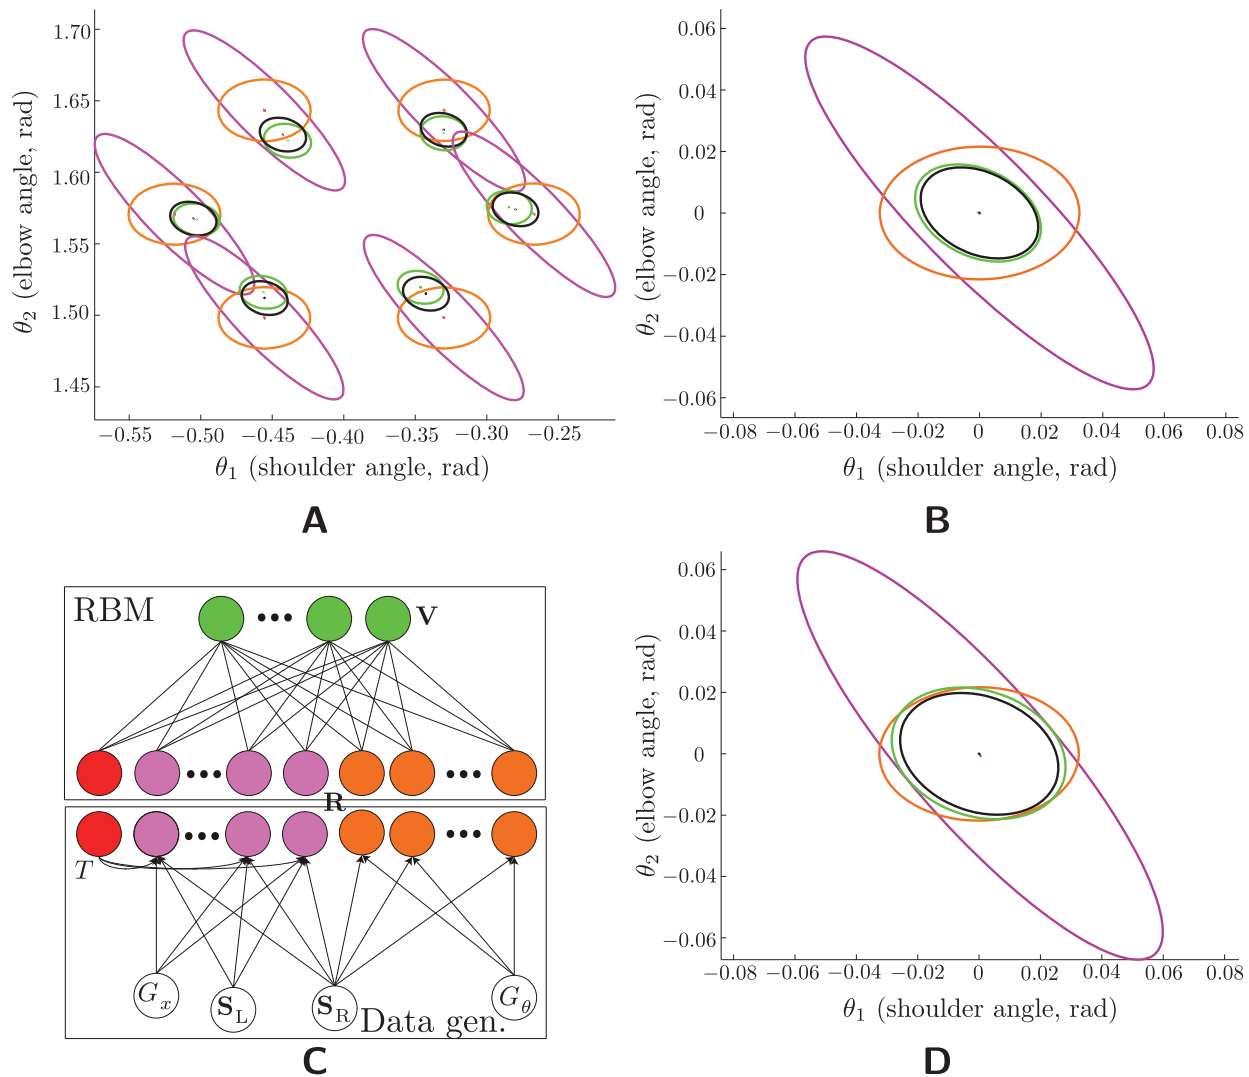 1.70
1.65
1.60
1.55
1.50
1.45
θ2 (elbow angle, rad)
−0.55 −0.50 −0.45 −0.40 −0.35 −0.30 −0.25
θ1 (shoulder angle, rad)
A
0.06
0.04
0.02
0
−0.02
−0.04
−0.06
θ2 (elbow angle, rad)
−0.08 −0.06 −0.04 −0.02 0 0.02 0.04 0.06 0.08
θ1 (shoulder angle, rad)
B
RBM
V
R
T
Gx
SL
SR
Gθ
Data gen.
C
0.06
0.04
0.02
0
−0.02
−0.04
−0.06
θ2 (elbow angle, rad)
−0.08 −0.06 −0.04 −0.02 0 0.02 0.04 0.06 0.08
θ1 (shoulder angle, rad)
D